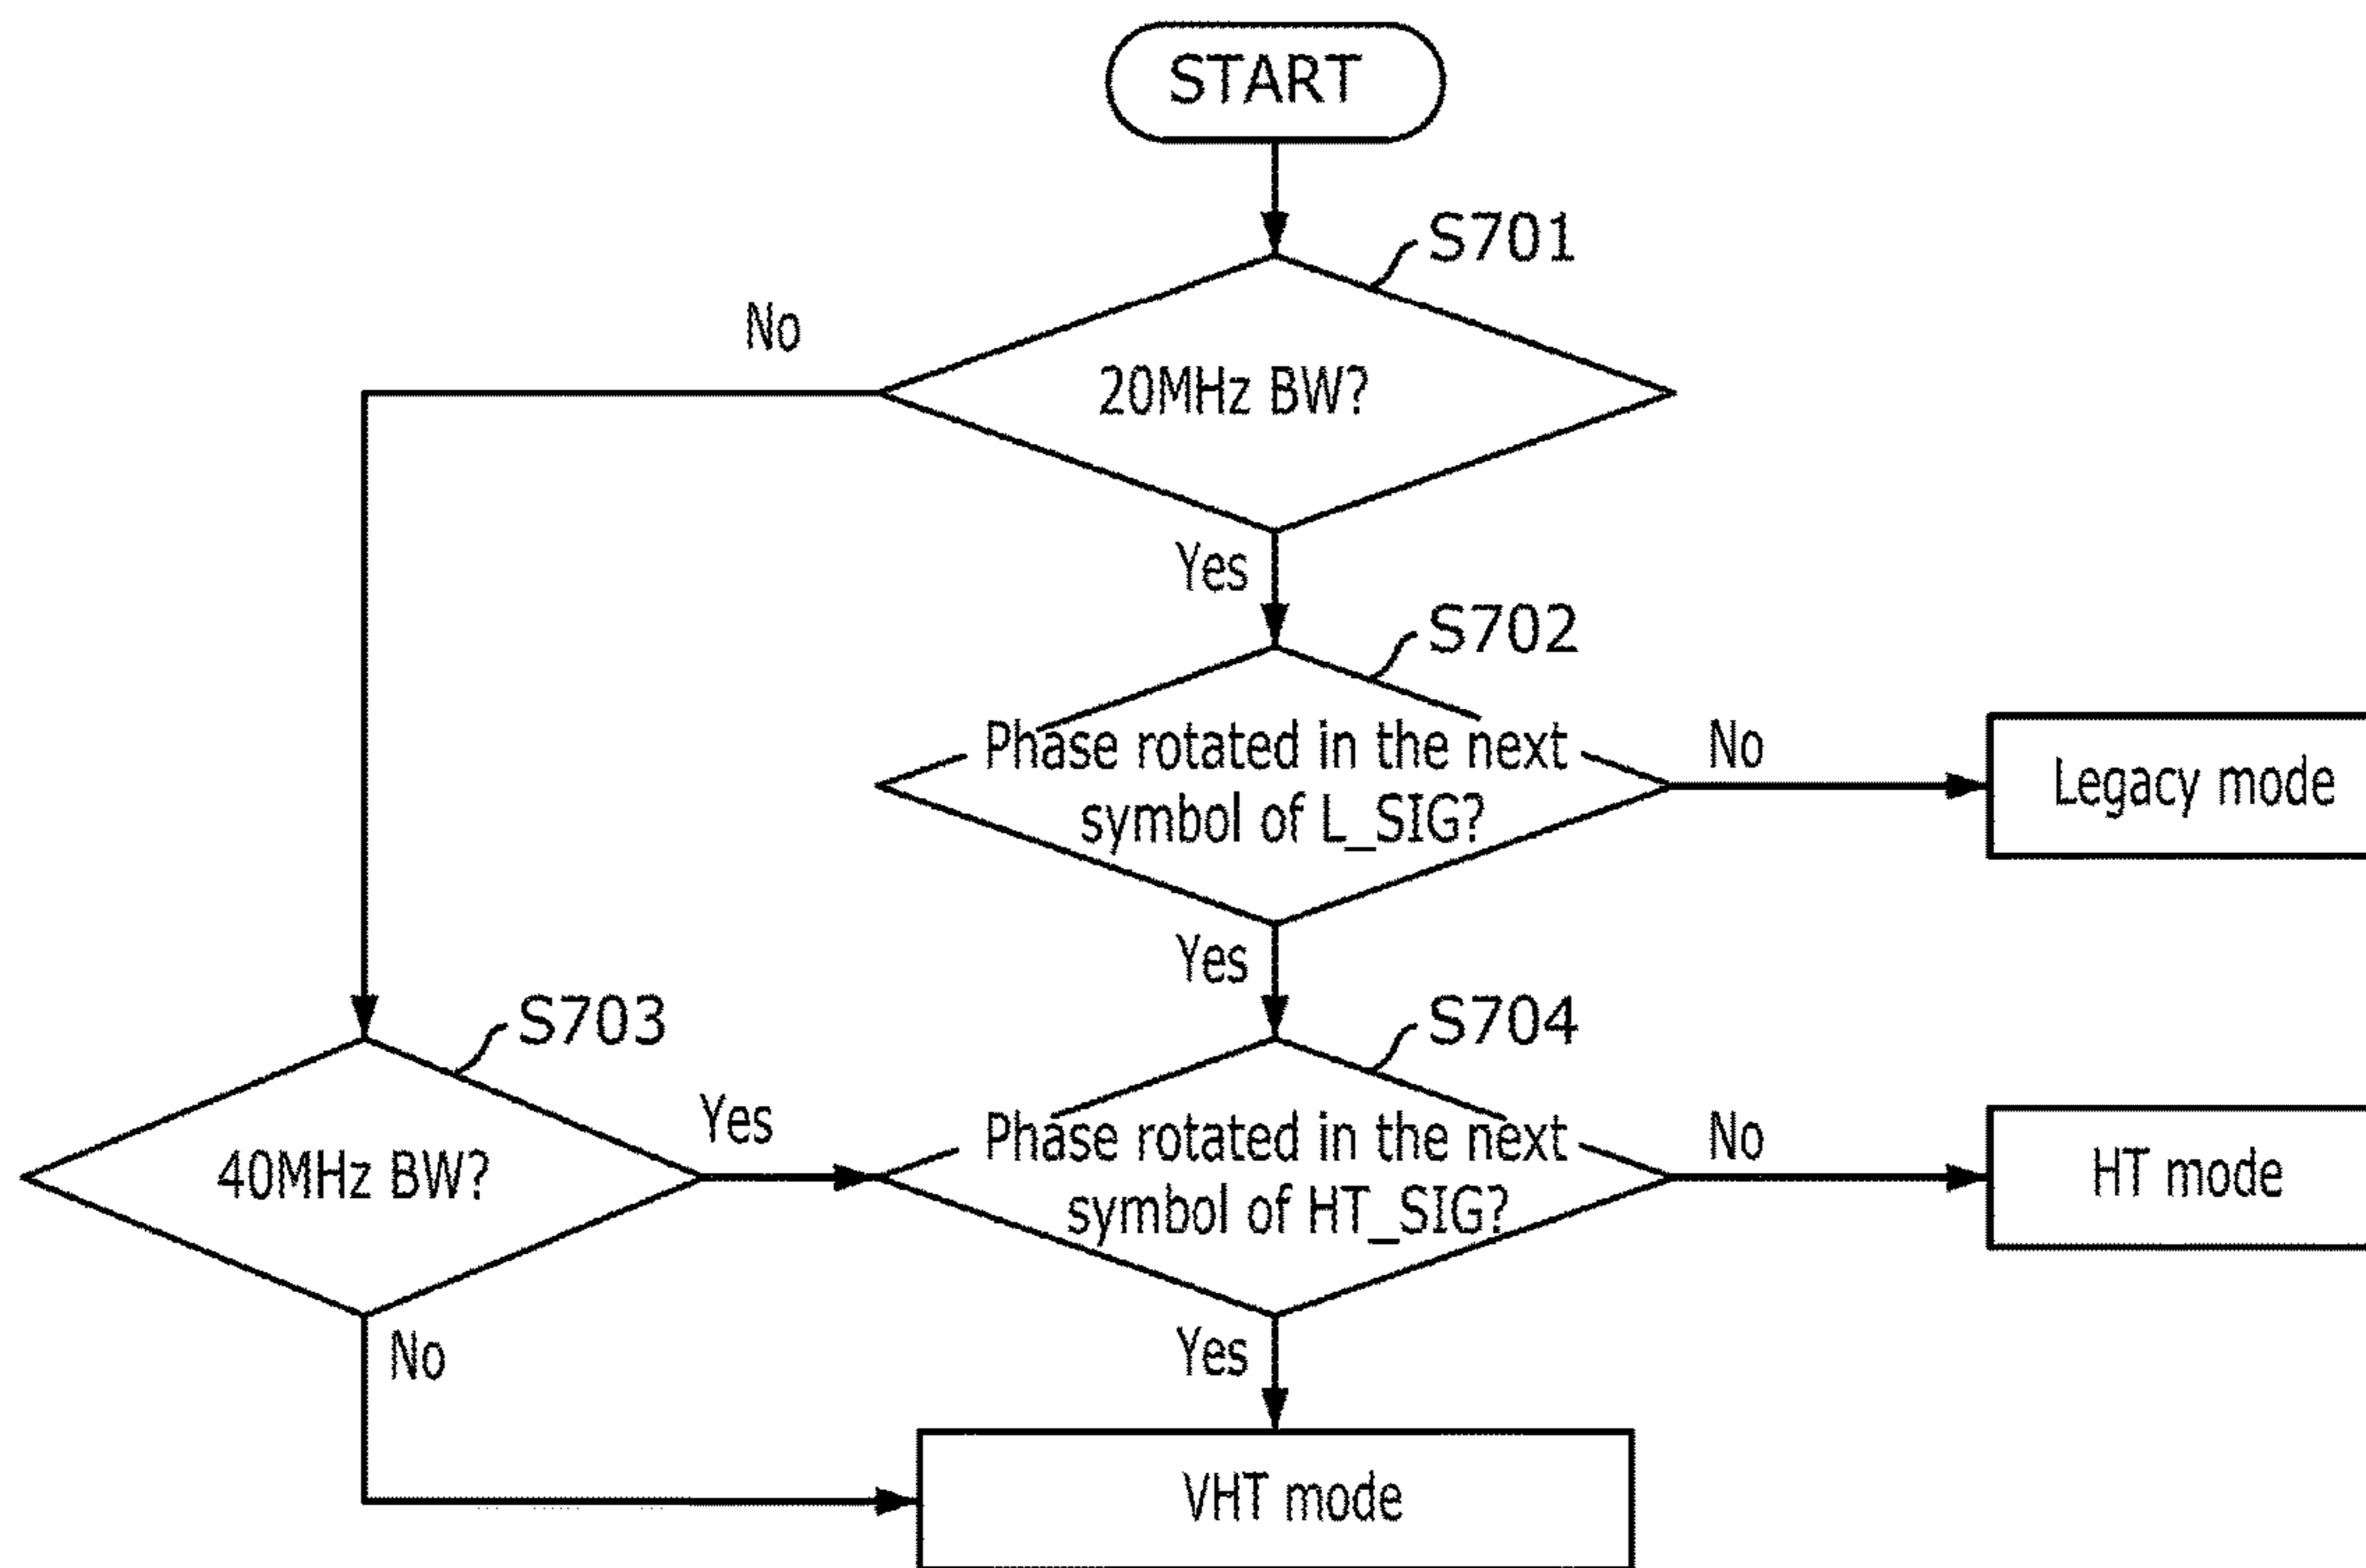 START
S701
No
20MHz BW?
Yes
S702
Phase rotated in the next
symbol of L_SIG?
No
Legacy mode
Yes
S703
S704
40MHz BW?
Yes
Phase rotated in the next
symbol of HT_SIG?
No
HT mode
No
Yes
VHT mode